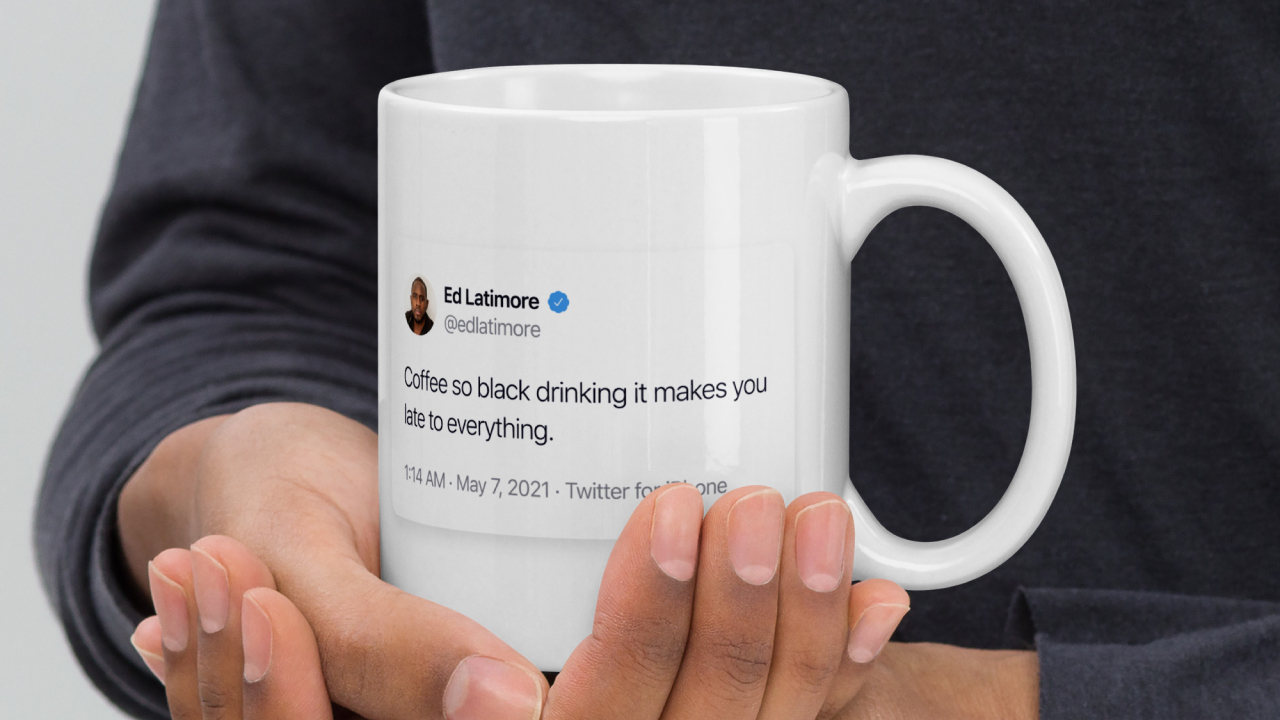 Ed Latimore
@edlatimore
Coffee so black drinking it makes you
late to everything.
1:14 AM · May 7, 2021 · Twitter for